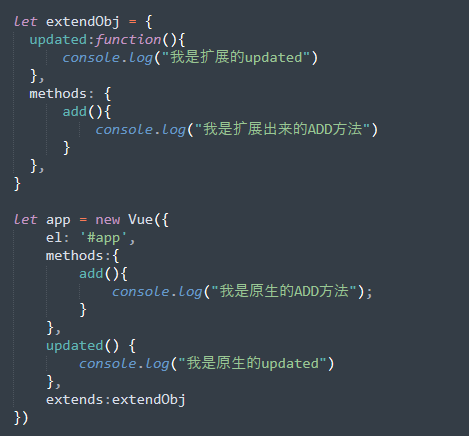 let extendObj = {
  updated:function(){
      console.log("我是扩展的updated")
  },
  methods: {
      add(){
          console.log("我是扩展出来的ADD方法")
      }
  },
}
let app = new Vue({
    el: '#app',
    methods:{
        add(){
            console.log("我是原生的ADD方法");
        }
    },
    updated() {
        console.log("我是原生的updated")
    },
    extends:extendObj
})